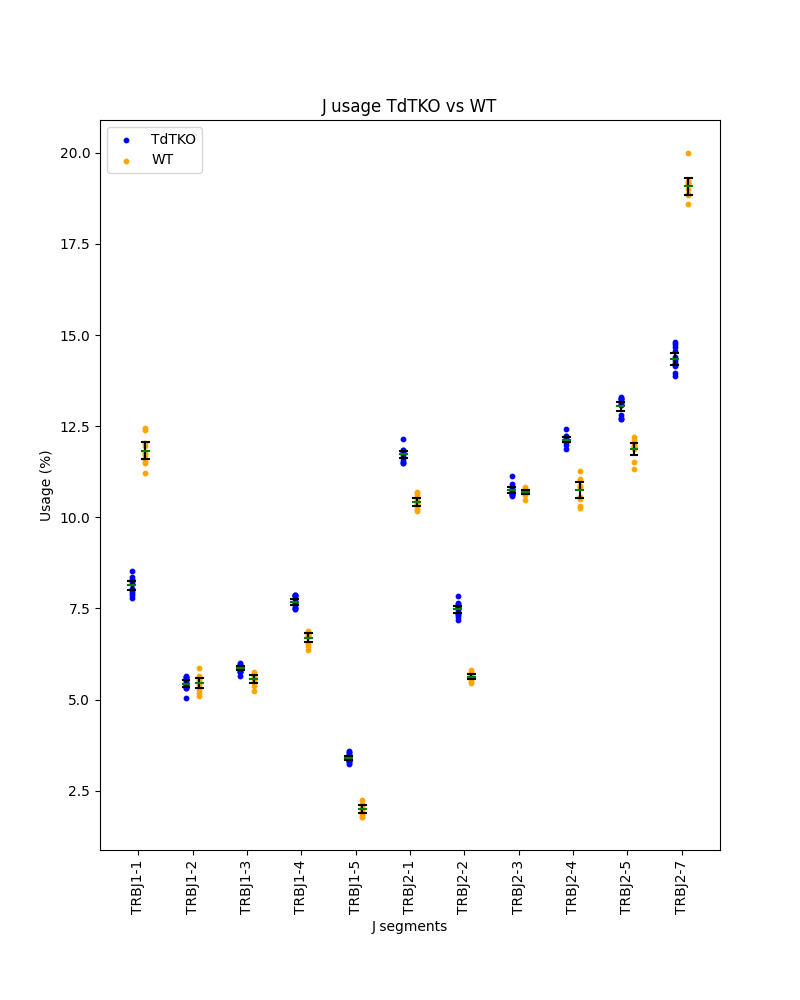 J usage TdTKO vs WT
TdTKO
WT
20.0
17.5
15.0
12.5
10.0
7.5
5.0
2.5
Usage (%)
TRBJ1-1
TRBJ1-2
TRBJ1-3
TRBJ1-4
TRBJ1-5
TRBJ2-1
TRBJ2-2
TRBJ2-3
TRBJ2-4
TRBJ2-5
TRBJ2-7
J segments